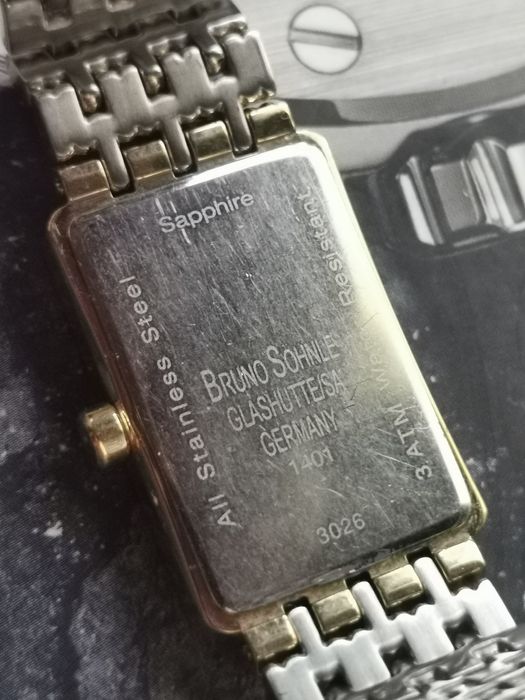 Sapphire
All Stainless Steel
BRUNO SOHNLE
GLASHUTTE/SA
GERMANY
1401
3026
3 ATM Water Resistant